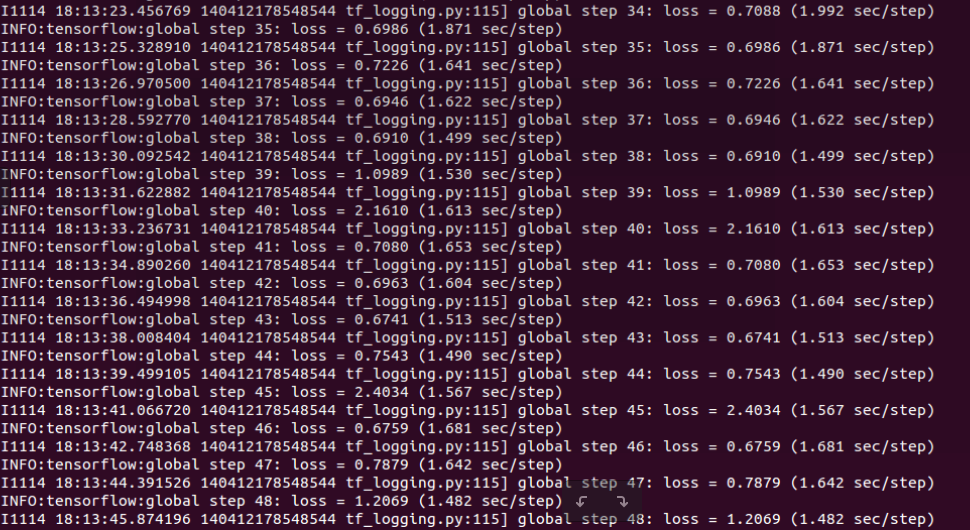 I1114 18:13:23.456769 140412178548544 tf_logging.py:115] global step 34: loss = 0.7088 (1.992 sec/step)
INFO:tensorflow:global step 35: loss = 0.6986 (1.871 sec/step)
I1114 18:13:25.328910 140412178548544 tf_logging.py:115] global step 35: loss = 0.6986 (1.871 sec/step)
INFO:tensorflow:global step 36: loss = 0.7226 (1.641 sec/step)
I1114 18:13:26.970500 140412178548544 tf_logging.py:115] global step 36: loss = 0.7226 (1.641 sec/step)
INFO:tensorflow:global step 37: loss = 0.6946 (1.622 sec/step)
I1114 18:13:28.592770 140412178548544 tf_logging.py:115] global step 37: loss = 0.6946 (1.622 sec/step)
INFO:tensorflow:global step 38: loss = 0.6910 (1.499 sec/step)
I1114 18:13:30.092542 140412178548544 tf_logging.py:115] global step 38: loss = 0.6910 (1.499 sec/step)
INFO:tensorflow:global step 39: loss = 1.0989 (1.530 sec/step)
I1114 18:13:31.622882 140412178548544 tf_logging.py:115] global step 39: loss = 1.0989 (1.530 sec/step)
INFO:tensorflow:global step 40: loss = 2.1610 (1.613 sec/step)
I1114 18:13:33.236731 140412178548544 tf_logging.py:115] global step 40: loss = 2.1610 (1.613 sec/step)
INFO:tensorflow:global step 41: loss = 0.7080 (1.653 sec/step)
I1114 18:13:34.890260 140412178548544 tf_logging.py:115] global step 41: loss = 0.7080 (1.653 sec/step)
INFO:tensorflow:global step 42: loss = 0.6963 (1.604 sec/step)
I1114 18:13:36.494998 140412178548544 tf_logging.py:115] global step 42: loss = 0.6963 (1.604 sec/step)
INFO:tensorflow:global step 43: loss = 0.6741 (1.513 sec/step)
I1114 18:13:38.008404 140412178548544 tf_logging.py:115] global step 43: loss = 0.6741 (1.513 sec/step)
INFO:tensorflow:global step 44: loss = 0.7543 (1.490 sec/step)
I1114 18:13:39.499105 140412178548544 tf_logging.py:115] global step 44: loss = 0.7543 (1.490 sec/step)
INFO:tensorflow:global step 45: loss = 2.4034 (1.567 sec/step)
I1114 18:13:41.066720 140412178548544 tf_logging.py:115] global step 45: loss = 2.4034 (1.567 sec/step)
INFO:tensorflow:global step 46: loss = 0.6759 (1.681 sec/step)
I1114 18:13:42.748368 140412178548544 tf_logging.py:115] global step 46: loss = 0.6759 (1.681 sec/step)
INFO:tensorflow:global step 47: loss = 0.7879 (1.642 sec/step)
I1114 18:13:44.391526 140412178548544 tf_logging.py:115] global step 47: loss = 0.7879 (1.642 sec/step)
INFO:tensorflow:global step 48: loss = 1.2069 (1.482 sec/step)
I1114 18:13:45.874196 140412178548544 tf_logging.py:115] global step 48: loss = 1.2069 (1.482 sec/step)